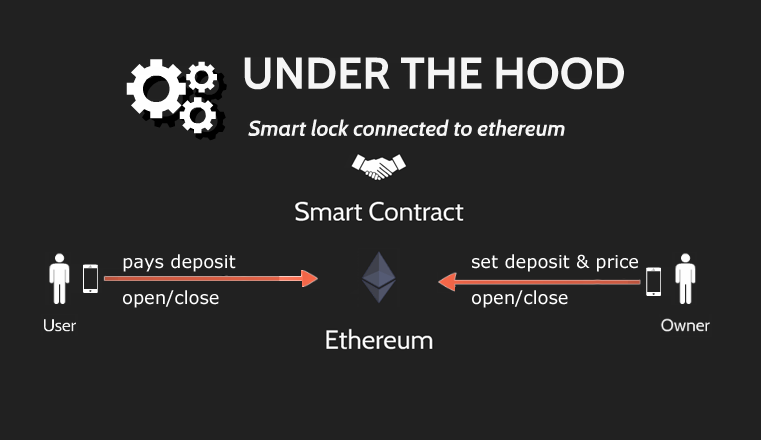 UNDER THE HOOD
Smart lock connected to ethereum
Smart Contract
pays deposit
open/close
User
set deposit & price
open/close
Owner
Ethereum